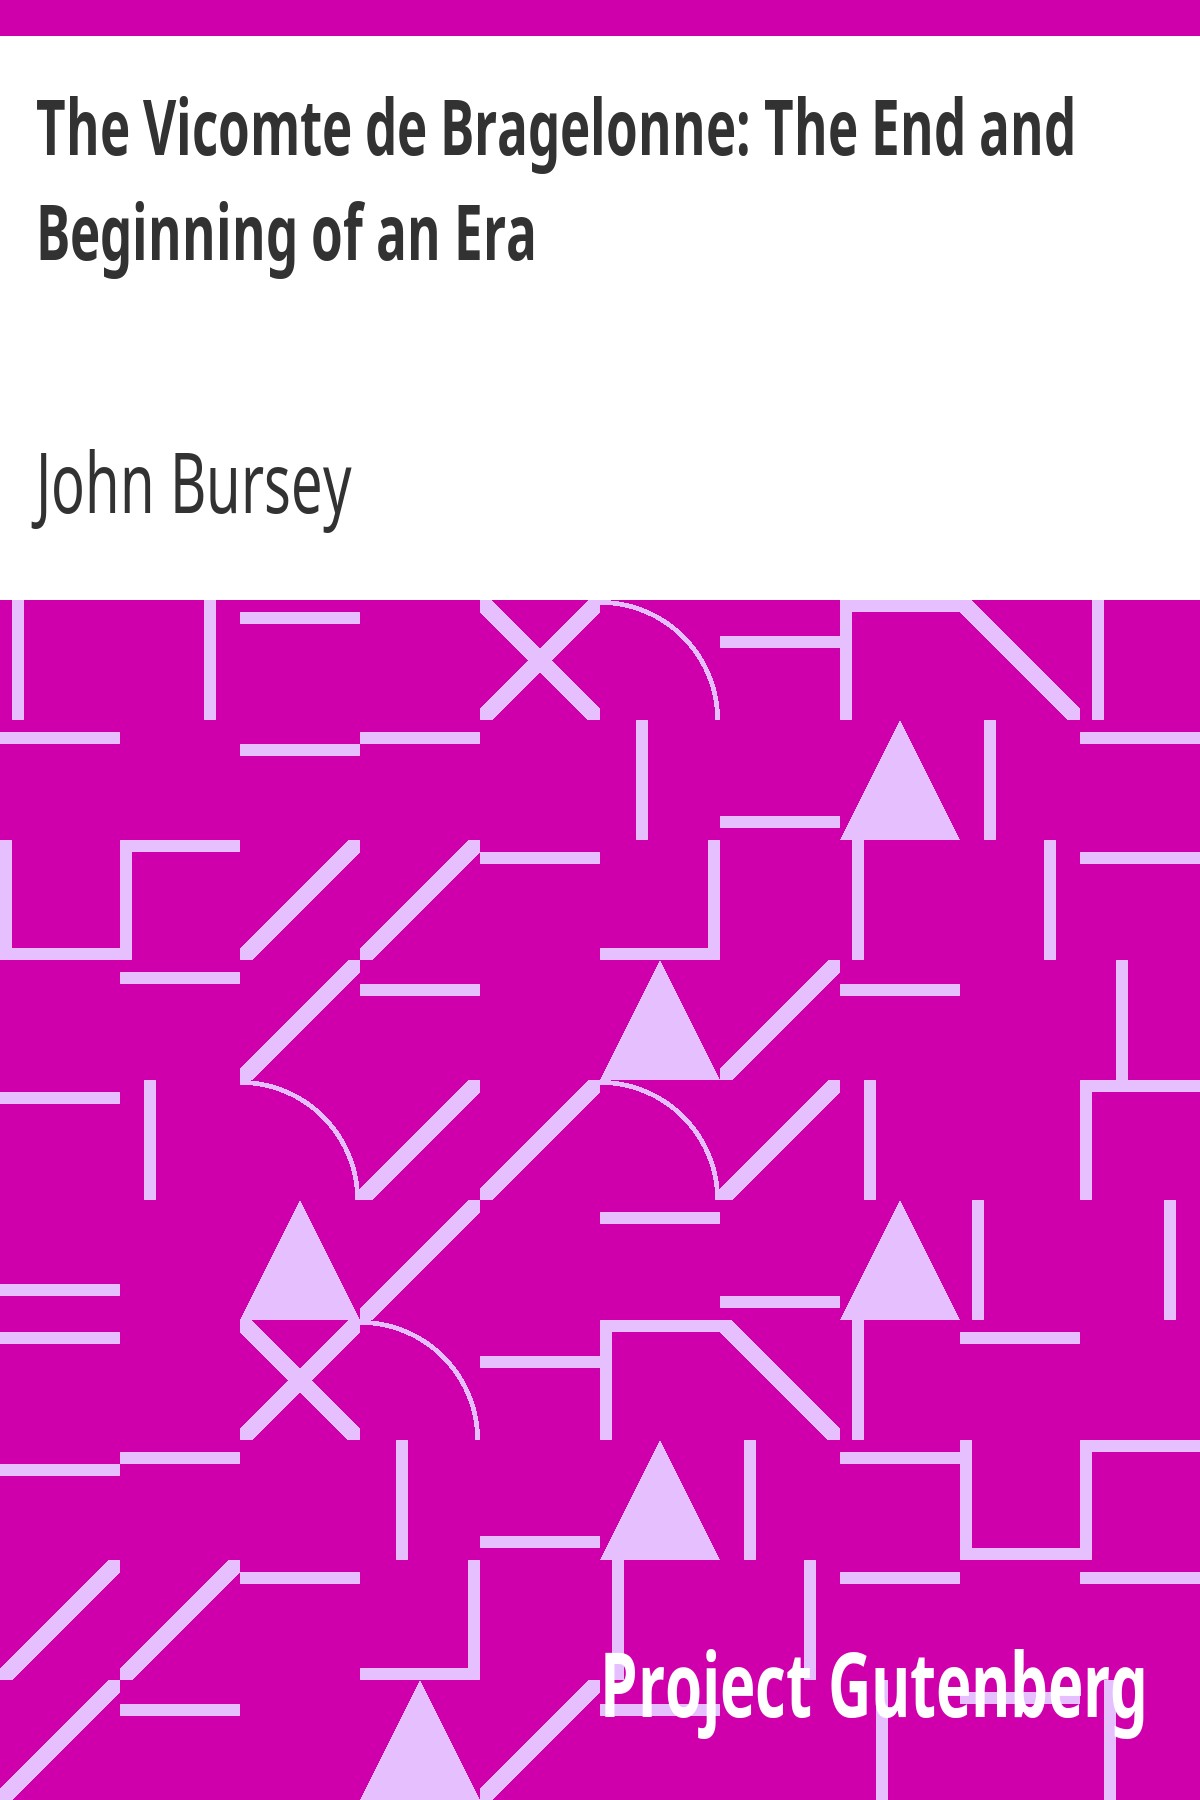 The Vicomte de Bragelonne: The End and
Beginning of an Era
John Bursey
Project Gutenberg